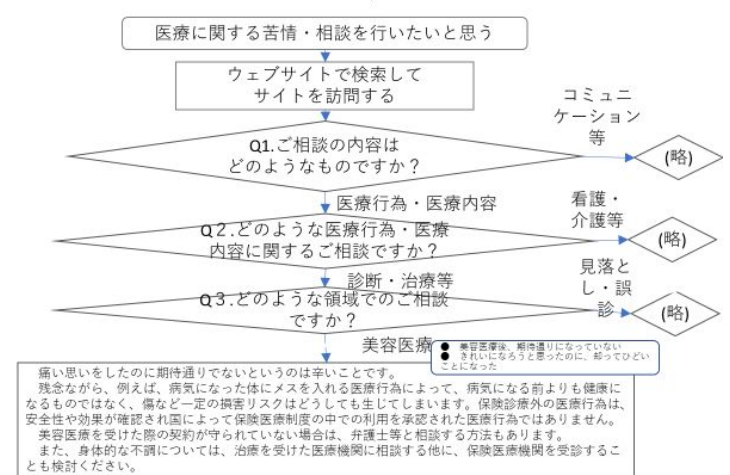 医療に関する苦情・相談を行いたいと思う
ウェブサイトで検索して
サイトを訪問する
Q1.ご相談の内容は
どのようなものですか?
コミュニ
ケーション
等
(略)
医療行為・医療内容
Q2.どのような医療行為・医療
内容に関するご相談ですか?
看護・
介護等
(略)
診断・治療等
Q3.どのような領域でのご相談
ですか?
見落と
し・誤
診
(略)
美容医療
● 美容医療後、期待通りになっていない
● きれいになろうと思ったのに、却ってひどい
ことになった
痛い思いをしたのに期待通りでないというのは辛いことです。
残念ながら、例えば、病気になった体にメスを入れる医療行為によって、病気になる前よりも健康に
なるものではなく、傷など一定の損害リスクはどうしても生じてしまいます。保険診療外の医療行為は、
安全性や効果が確認され国によって保険医療制度の中での利用を承認された医療行為ではありません。
美容医療を受けた際の契約が守られていない場合は、弁護士等と相談する方法もあります。
また、身体的な不調については、治療を受けた医療機関に相談する他に、保険医療機関を受診するこ
とも検討ください。